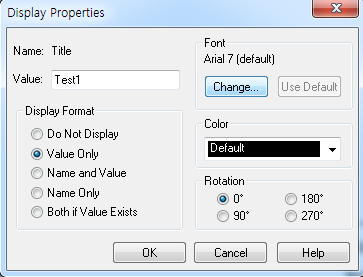 Display Properties
Name: Title
Value: Test1
Font
Arial 7 (default)
Change...
Use Default
Display Format
Do Not Display
Value Only
Name and Value
Name Only
Both if Value Exists
Color
Default
Rotation
0° 180°
90° 270°
OK Cancel Help